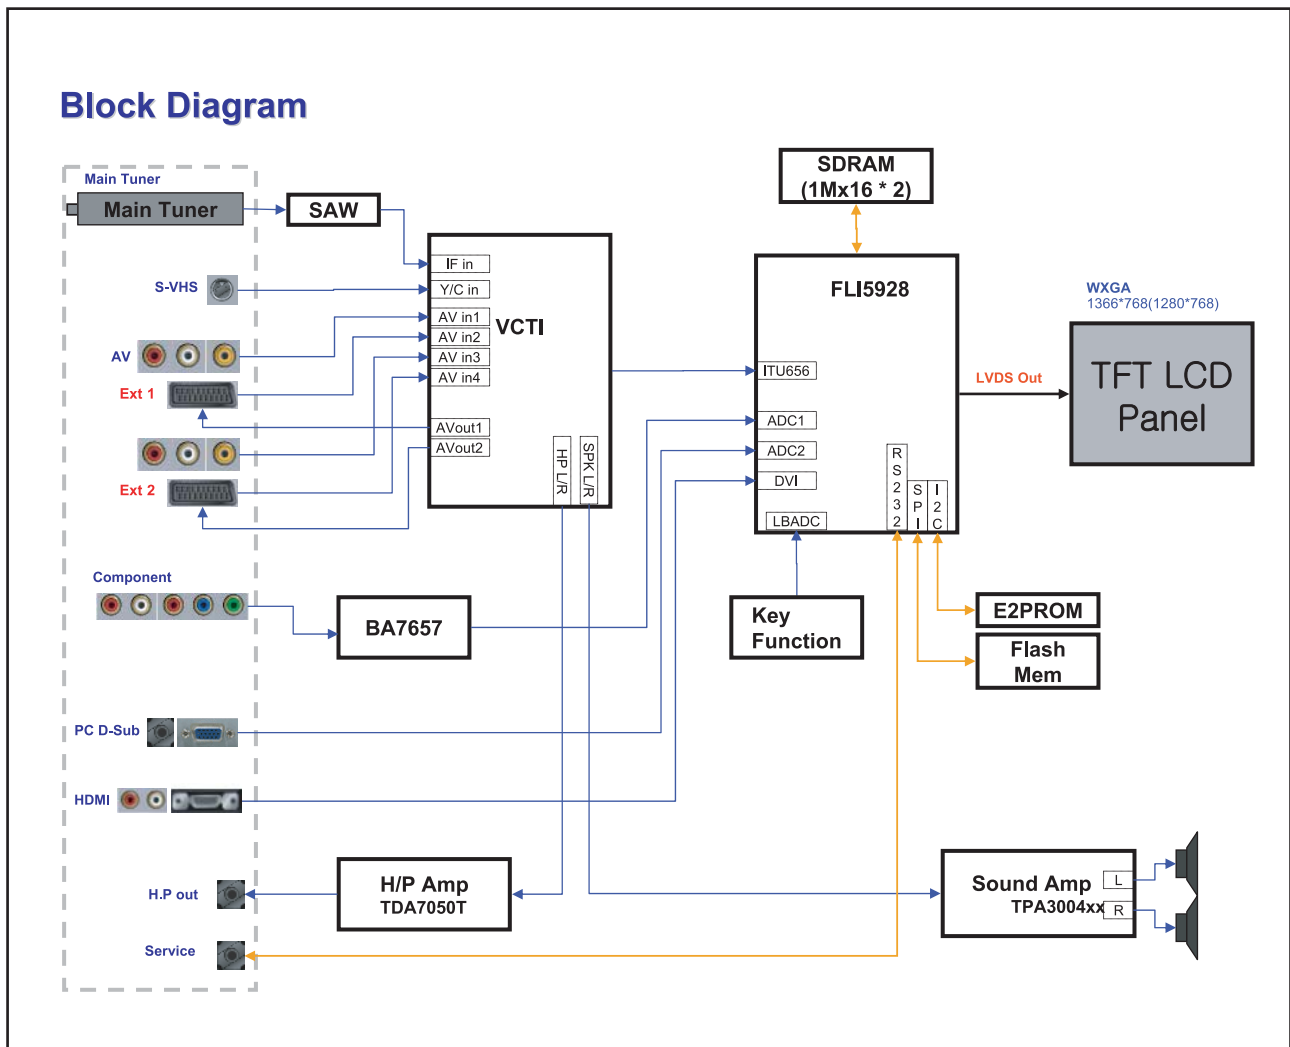 Block Diagram
Main Tuner
Main Tuner
SAW
S-VHS
AV
Ext 1
Ext 2
IF in
Y/C in
AV in1
AV in2
AV in3
AV in4
AVout1
AVout2
VCTI
HP L/R
SPK L/R
SDRAM
(1Mx16 * 2)
FLI5928
ITU656
ADC1
ADC2
DVI
LBADC
RS232
SPI
I2C
LVDS Out
WXGA
1366*768(1280*768)
TFT LCD
Panel
Component
BA7657
Key
Function
E2PROM
Flash
Mem
PC D-Sub
HDMI
H.P out
H/P Amp
TDA7050T
Sound Amp
TPA3004xx
L
R
Service